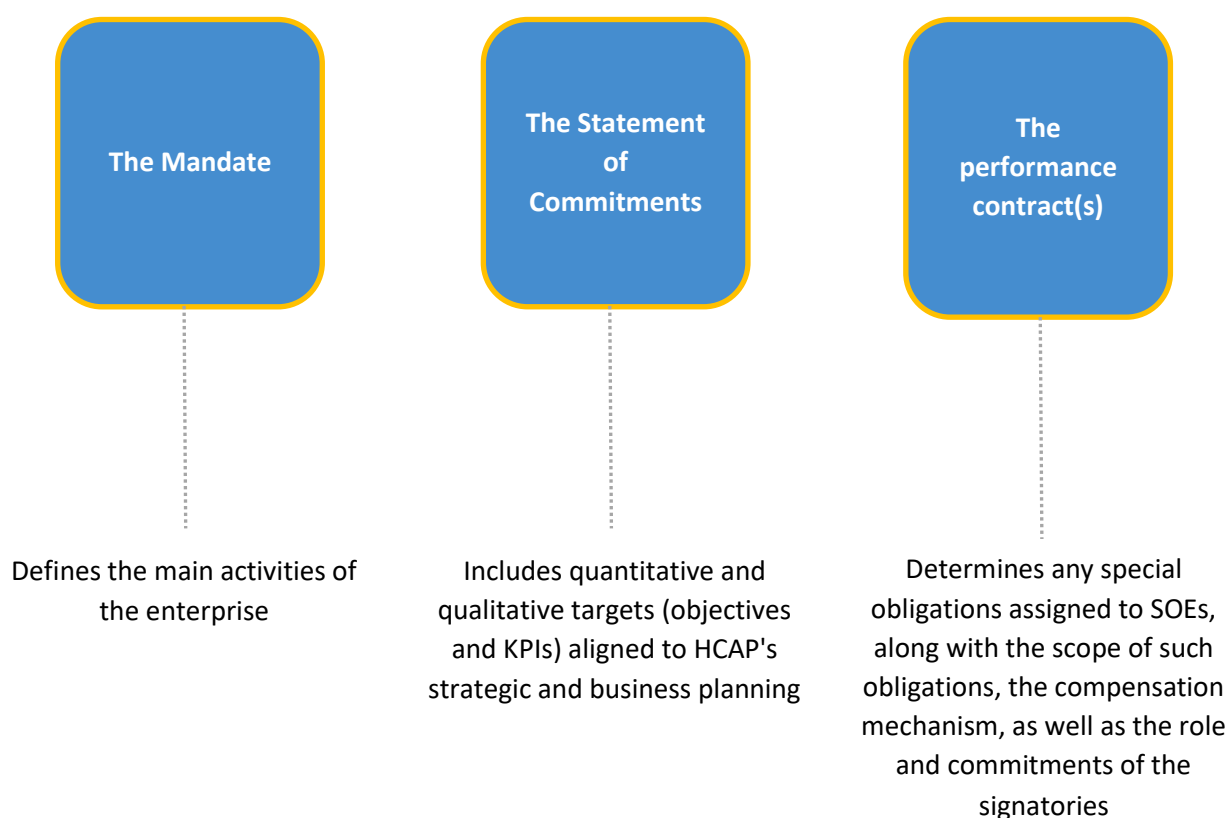 The Mandate
The Statement
of
Commitments
The
performance
contract(s)
Defines the main activities of
the enterprise
Includes quantitative and
qualitative targets (objectives
and KPIs) aligned to HCAP's
strategic and business planning
Determines any special
obligations assigned to SOEs,
along with the scope of such
obligations, the compensation
mechanism, as well as the role
and commitments of the
signatories